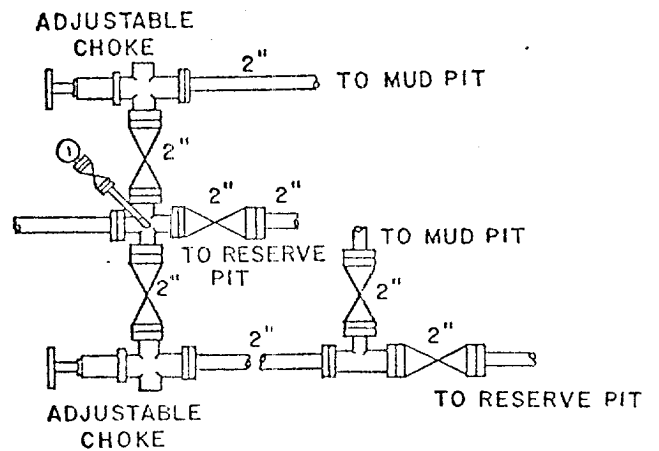 ADJUSTABLE
CHOKE
2"
TO MUD PIT
2"
1
2" 2"
TO RESERVE
PIT
TO MUD PIT
2"
2"
2"
2"
TO RESERVE PIT
ADJUSTABLE
CHOKE